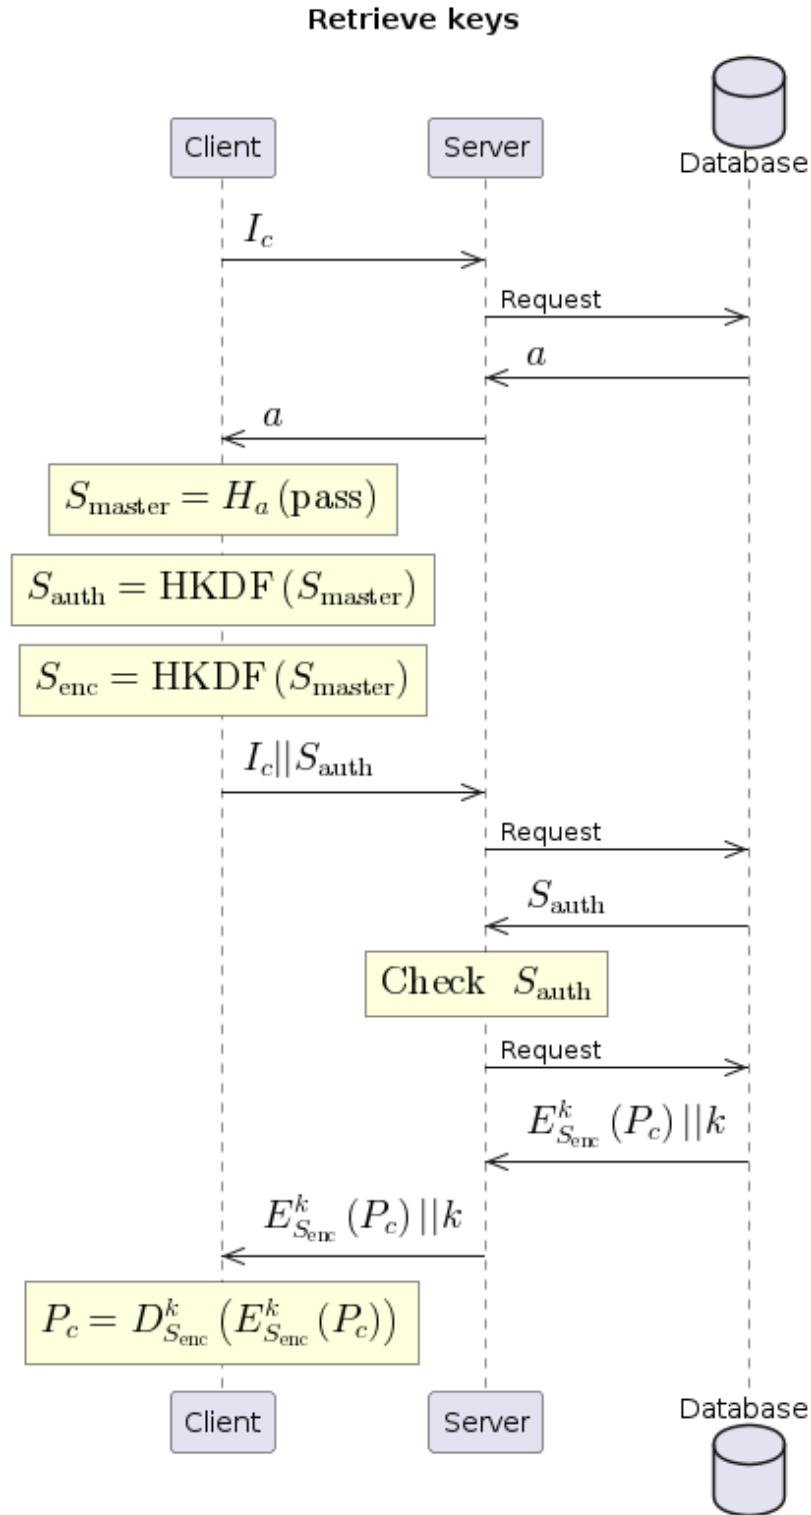 Retrieve keys
Client
Server
Database
I_c
Request
a
a
S_master = H_a (pass)
S_auth = HKDF (S_master)
S_enc = HKDF (S_master)
I_c||S_auth
Request
S_auth
Check S_auth
Request
E^k_{S_enc} (P_c) ||k
E^k_{S_enc} (P_c) ||k
P_c = D^k_{S_enc} (E^k_{S_enc} (P_c))
Client
Server
Database